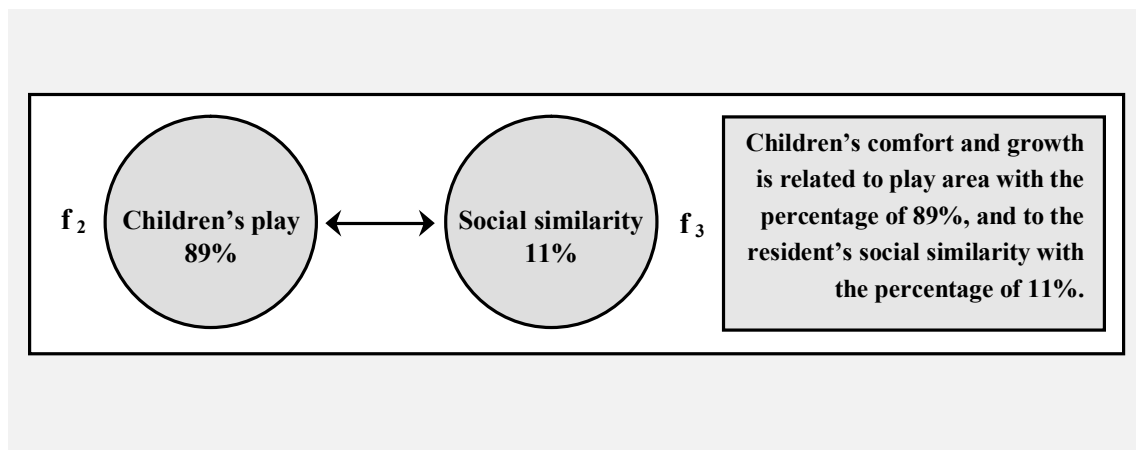 f 2
Children’s play
89%
Social similarity
11%
f 3
Children’s comfort and growth
is related to play area with the
percentage of 89%, and to the
resident’s social similarity with
the percentage of 11%.